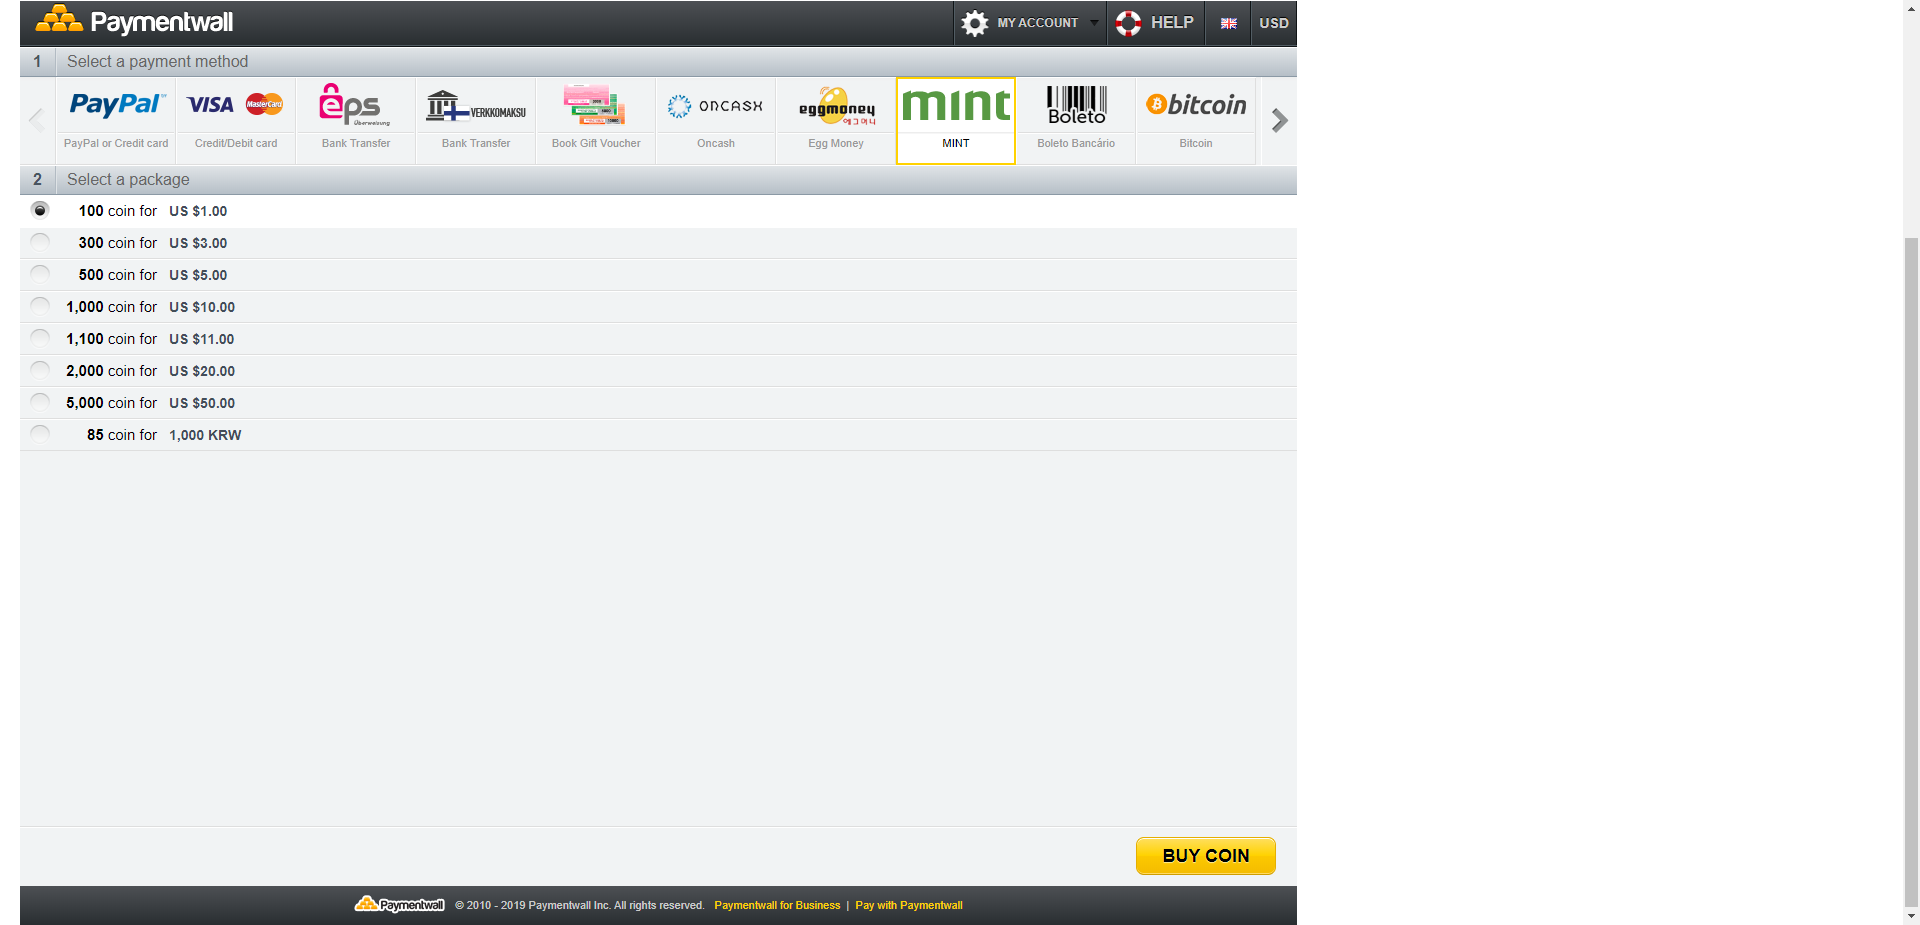 Paymentwall
MY ACCOUNT
HELP
USD
1 Select a payment method
PayPal
VISA MasterCard
eps
Überweisung
VERKKOMAKSU
oncash
eggmoney
에그머니
mint
Boleto
bitcoin
PayPal or Credit card
Credit/Debit card
Bank Transfer
Bank Transfer
Book Gift Voucher
Oncash
Egg Money
MINT
Boleto Bancário
Bitcoin
2 Select a package
100 coin for US $1.00
300 coin for US $3.00
500 coin for US $5.00
1,000 coin for US $10.00
1,100 coin for US $11.00
2,000 coin for US $20.00
5,000 coin for US $50.00
85 coin for 1,000 KRW
BUY COIN
Paymentwall © 2010 - 2019 Paymentwall Inc. All rights reserved. Paymentwall for Business | Pay with Paymentwall